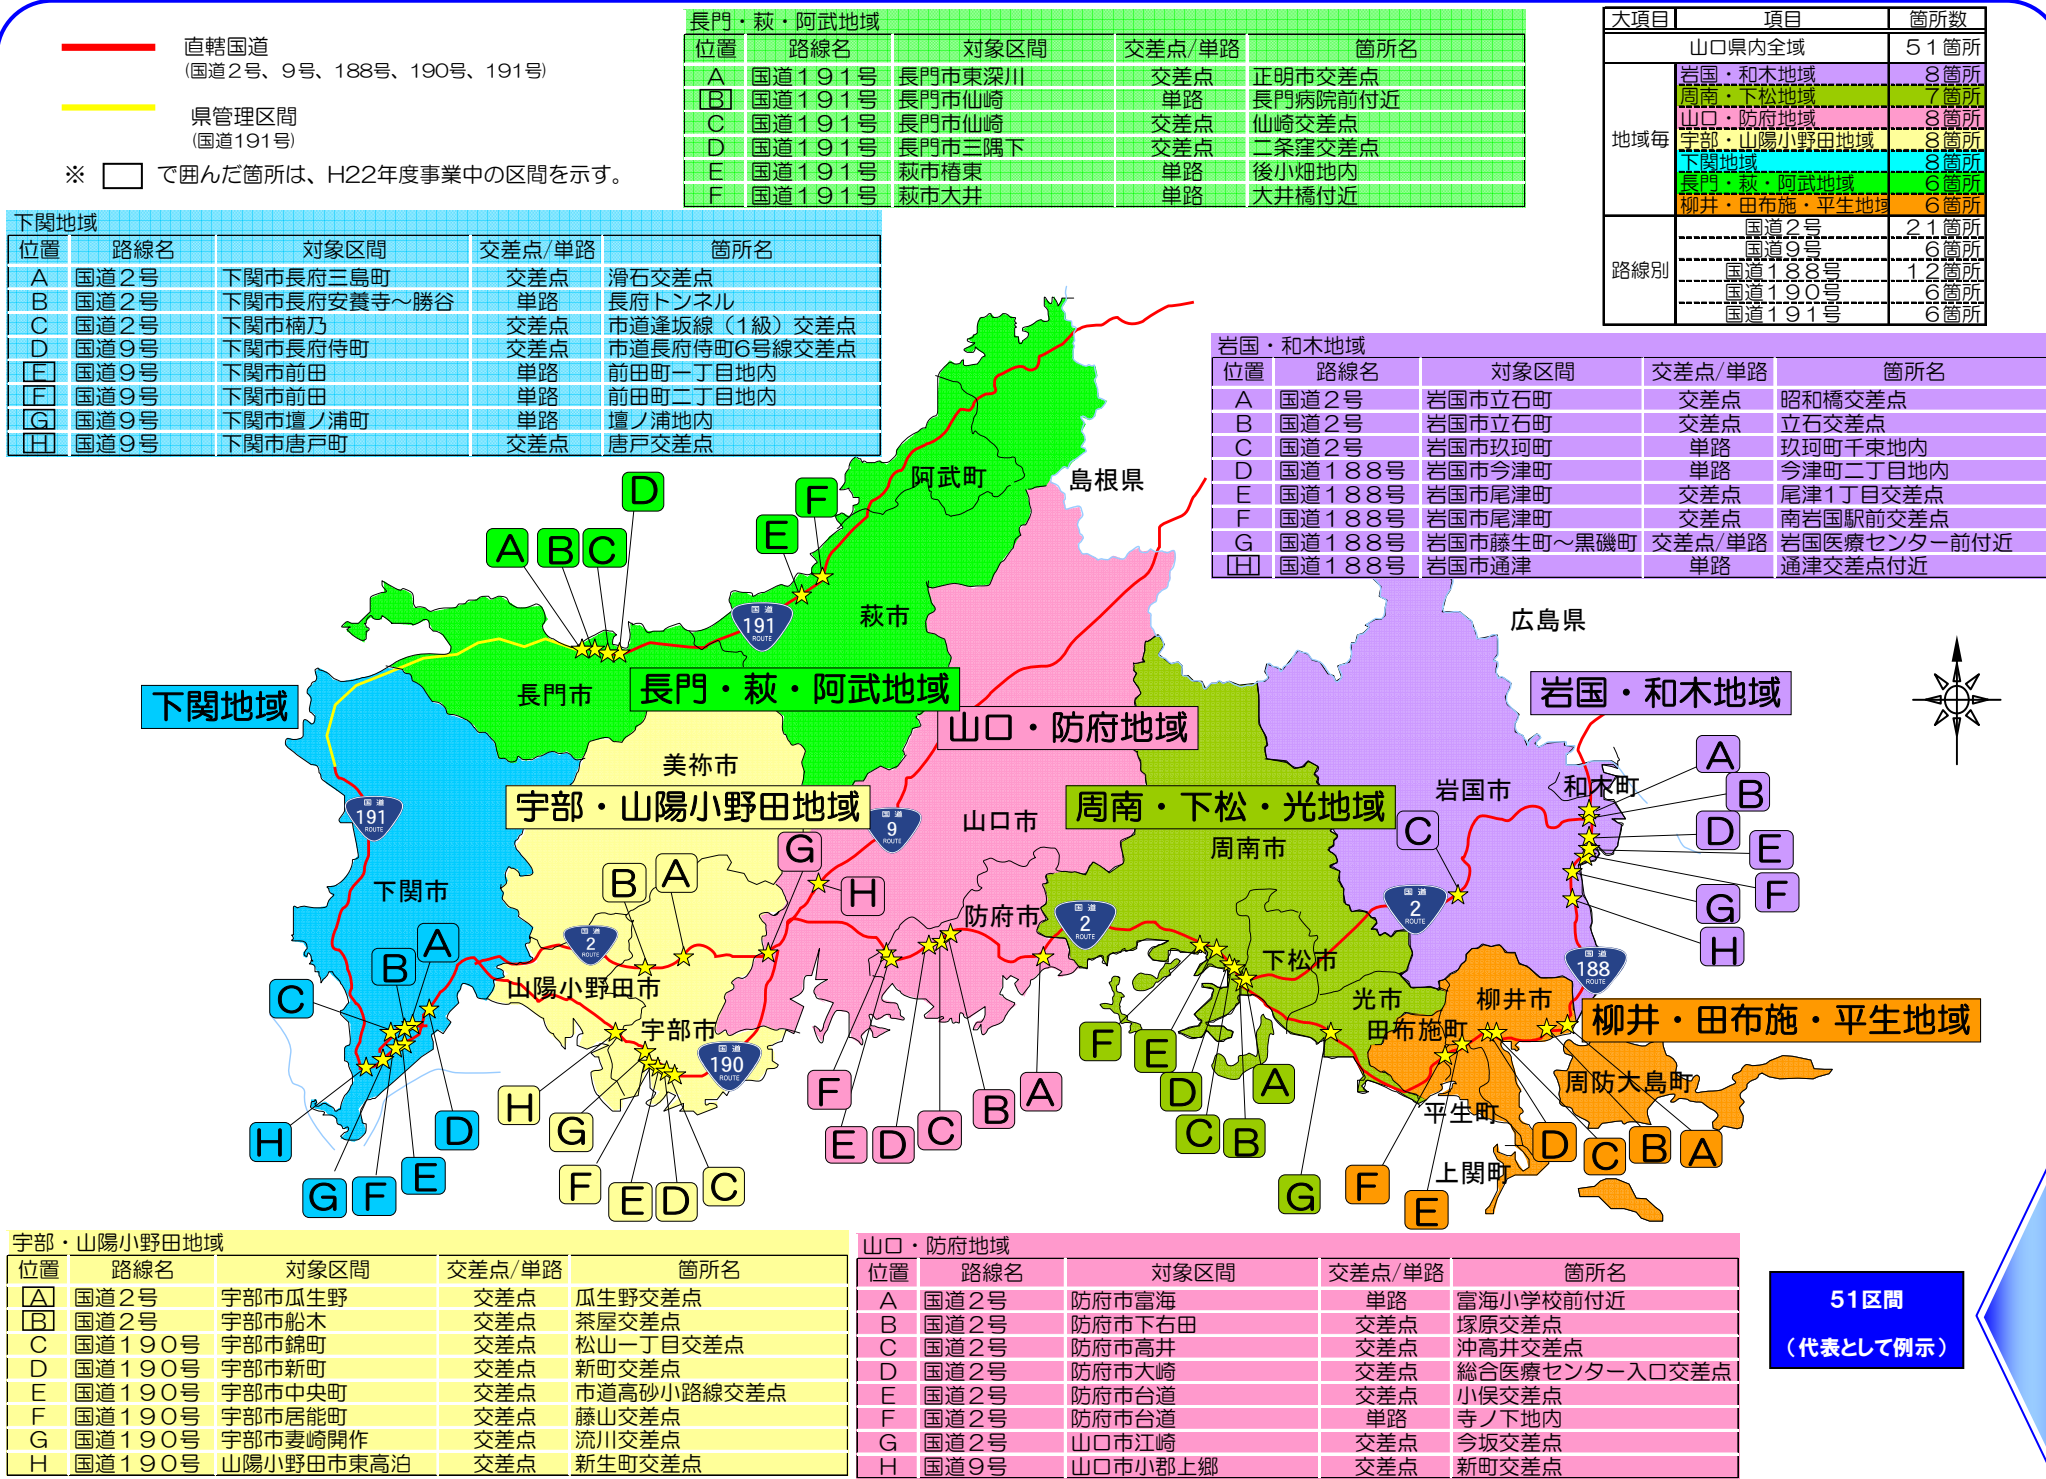 直轄国道
(国道2号、9号、188号、190号、191号)
県管理区間
(国道191号)
※ で囲んだ箇所は、H22年度事業中の区間を示す。
長門・萩・阿武地域
位置 路線名 対象区間 交差点/単路 箇所名
A 国道191号 長門市東深川 交差点 正明市交差点
B 国道191号 長門市仙崎 単路 長門病院前付近
C 国道191号 長門市仙崎 交差点 仙崎交差点
D 国道191号 長門市三隅下 交差点 二条窪交差点
E 国道191号 萩市椿東 単路 後小畑地内
F 国道191号 萩市大井 単路 大井橋付近
大項目 項目 箇所数
山口県内全域 51箇所
地域毎
岩国・和木地域 8箇所
周南・下松地域 7箇所
山口・防府地域 8箇所
宇部・山陽小野田地域 8箇所
下関地域 8箇所
長門・萩・阿武地域 6箇所
柳井・田布施・平生地域 6箇所
路線別
国道2号 21箇所
国道9号 6箇所
国道188号 12箇所
国道190号 6箇所
国道191号 6箇所
下関地域
位置 路線名 対象区間 交差点/単路 箇所名
A 国道2号 下関市長府三島町 交差点 滑石交差点
B 国道2号 下関市長府安養寺～勝谷 単路 長府トンネル
C 国道2号 下関市楠乃 交差点 市道逢坂線(1級)交差点
D 国道9号 下関市長府侍町 交差点 市道長府侍町6号線交差点
E 国道9号 下関市前田 単路 前田町一丁目地内
F 国道9号 下関市前田 単路 前田町二丁目地内
G 国道9号 下関市壇ノ浦町 単路 壇ノ浦地内
H 国道9号 下関市唐戸町 交差点 唐戸交差点
岩国・和木地域
位置 路線名 対象区間 交差点/単路 箇所名
A 国道2号 岩国市立石町 交差点 昭和橋交差点
B 国道2号 岩国市立石町 交差点 立石交差点
C 国道2号 岩国市玖珂町 単路 玖珂町千束地内
D 国道188号 岩国市今津町 単路 今津町二丁目地内
E 国道188号 岩国市尾津町 交差点 尾津1丁目交差点
F 国道188号 岩国市尾津町 交差点 南岩国駅前交差点
G 国道188号 岩国市藤生町～黒磯町 交差点/単路 岩国医療センター前付近
H 国道188号 岩国市通津 単路 通津交差点付近
阿武町
島根県
D
F
A B C
E
国道 191 ROUTE
萩市
広島県
長門市
長門・萩・阿武地域
下関地域
岩国・和木地域
山口・防府地域
美祢市
A
岩国市
和木町
B
宇部・山陽小野田地域
周南・下松・光地域
国道 191 ROUTE
国道 9 ROUTE
山口市
C
D
G
周南市
E
下関市
B A
H
F
防府市
国道 2 ROUTE
国道 2 ROUTE
G
A
国道 2 ROUTE
H
B
下松市
国道 188 ROUTE
C
山陽小野田市
光市
柳井市
柳井・田布施・平生地域
宇部市
田布施町
F
E
国道 190 ROUTE
周防大島町
D
A
F
A
H
B
平生町
G
D
C
C
B
H
E D
D
C
B
A
上関町
E
F
C
F
G
F
E D
G
E
宇部・山陽小野田地域
位置 路線名 対象区間 交差点/単路 箇所名
A 国道2号 宇部市瓜生野 交差点 瓜生野交差点
B 国道2号 宇部市船木 交差点 茶屋交差点
C 国道190号 宇部市錦町 交差点 松山一丁目交差点
D 国道190号 宇部市新町 交差点 新町交差点
E 国道190号 宇部市中央町 交差点 市道高砂小路線交差点
F 国道190号 宇部市居能町 交差点 藤山交差点
G 国道190号 宇部市妻崎開作 交差点 流川交差点
H 国道190号 山陽小野田市東高泊 交差点 新生町交差点
山口・防府地域
位置 路線名 対象区間 交差点/単路 箇所名
A 国道2号 防府市富海 単路 富海小学校前付近
B 国道2号 防府市下右田 交差点 塚原交差点
C 国道2号 防府市高井 交差点 沖高井交差点
D 国道2号 防府市大崎 交差点 総合医療センター入口交差点
E 国道2号 防府市台道 交差点 小俣交差点
F 国道2号 防府市台道 単路 寺ノ下地内
G 国道2号 山口市江崎 交差点 今坂交差点
H 国道9号 山口市小郡上郷 交差点 新町交差点
51区間
(代表として例示)